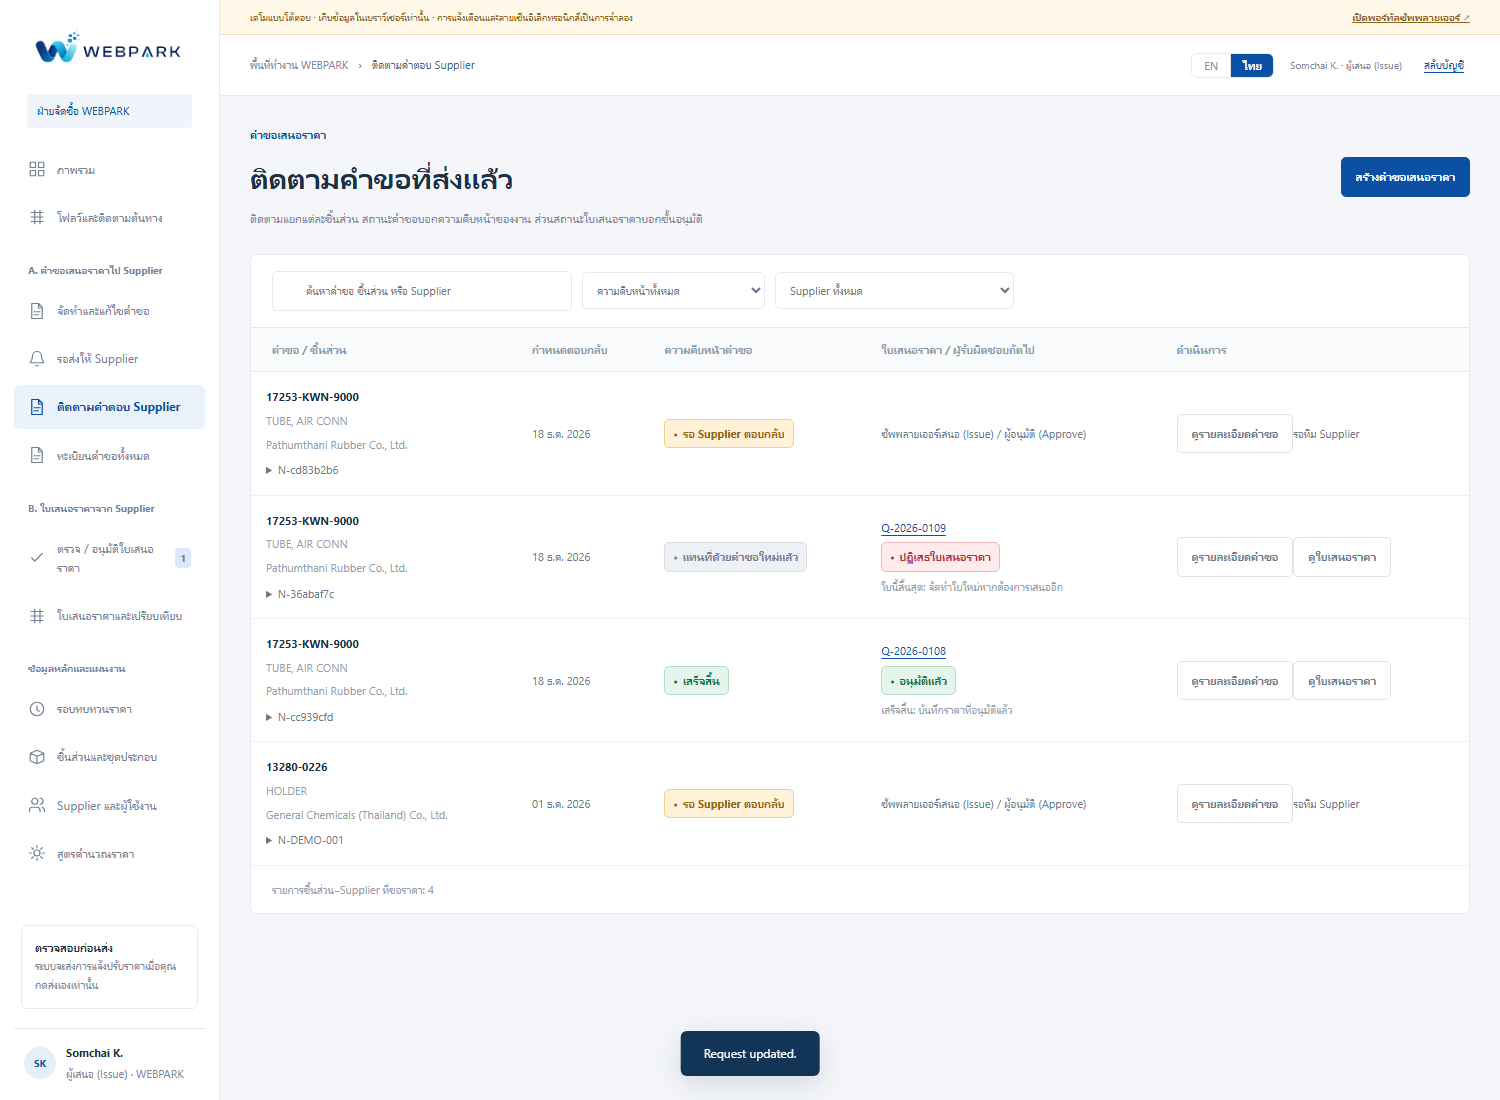 เดโมแบบโต้ตอบ · เก็บข้อมูลในเบราว์เซอร์เท่านั้น · การแจ้งเตือนและลายเซ็นอิเล็กทรอนิกส์เป็นการจำลอง
เปิดพอร์ทัลซัพพลายเออร์ ↗
WEBPARK
พื้นที่ทำงาน WEBPARK › ติดตามคำตอบ Supplier
EN ไทย Somchai K. · ผู้เสนอ (Issue) สลับบัญชี
ฝ่ายจัดซื้อ WEBPARK
ภาพรวม
โฟลว์และติดตามต้นทาง
A. คำขอเสนอราคาไป Supplier
จัดทำและแก้ไขคำขอ
รอส่งให้ Supplier
ติดตามคำตอบ Supplier
ทะเบียนคำขอทั้งหมด
B. ใบเสนอราคาจาก Supplier
ตรวจ / อนุมัติใบเสนอ
ราคา
1
ใบเสนอราคาและเปรียบเทียบ
ข้อมูลหลักและแผนงาน
รอบทบทวนราคา
ชิ้นส่วนและชุดประกอบ
Supplier และผู้ใช้งาน
สูตรคำนวณราคา
ตรวจสอบก่อนส่ง
ระบบจะส่งการแจ้งปรับราคาเมื่อคุณ
กดส่งเองเท่านั้น
SK
Somchai K.
ผู้เสนอ (Issue) · WEBPARK
คำขอเสนอราคา
ติดตามคำขอที่ส่งแล้ว
สร้างคำขอเสนอราคา
ติดตามแยกแต่ละชิ้นส่วน สถานะคำขอบอกความคืบหน้าของงาน ส่วนสถานะใบเสนอราคาบอกขั้นอนุมัติ
ค้นหาคำขอ ชิ้นส่วน หรือ Supplier
ความคืบหน้าทั้งหมด
Supplier ทั้งหมด
คำขอ / ชิ้นส่วน กำหนดตอบกลับ ความคืบหน้าคำขอ ใบเสนอราคา / ผู้รับผิดชอบถัดไป ดำเนินการ
17253-KWN-9000
TUBE, AIR CONN
Pathumthani Rubber Co., Ltd.
▶ N-cd83b2b6
18 ธ.ค. 2026
• รอ Supplier ตอบกลับ
ซัพพลายเออร์เสนอ (Issue) / ผู้อนุมัติ (Approve)
ดูรายละเอียดคำขอ รอทีม Supplier
17253-KWN-9000
TUBE, AIR CONN
Pathumthani Rubber Co., Ltd.
▶ N-36abaf7c
18 ธ.ค. 2026
• แทนที่ด้วยคำขอใหม่แล้ว
Q-2026-0109
• ปฏิเสธใบเสนอราคา
ใบนี้สิ้นสุด: จัดทำใบใหม่หากต้องการเสนออีก
ดูรายละเอียดคำขอ ดูใบเสนอราคา
17253-KWN-9000
TUBE, AIR CONN
Pathumthani Rubber Co., Ltd.
▶ N-cc939cfd
18 ธ.ค. 2026
• เสร็จสิ้น
Q-2026-0108
• อนุมัติแล้ว
เสร็จสิ้น: บันทึกราคาที่อนุมัติแล้ว
ดูรายละเอียดคำขอ ดูใบเสนอราคา
13280-0226
HOLDER
General Chemicals (Thailand) Co., Ltd.
▶ N-DEMO-001
01 ธ.ค. 2026
• รอ Supplier ตอบกลับ
ซัพพลายเออร์เสนอ (Issue) / ผู้อนุมัติ (Approve)
ดูรายละเอียดคำขอ รอทีม Supplier
รายการชิ้นส่วน–Supplier ที่ขอราคา: 4
Request updated.